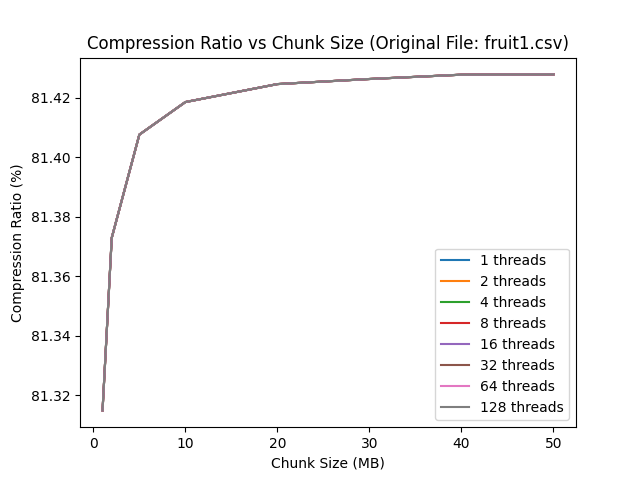 Compression Ratio vs Chunk Size (Original File: fruit1.csv)
Compression Ratio (%)
81.42
81.40
81.38
81.36
81.34
81.32
0 10 20 30 40 50
Chunk Size (MB)
1 threads
2 threads
4 threads
8 threads
16 threads
32 threads
64 threads
128 threads